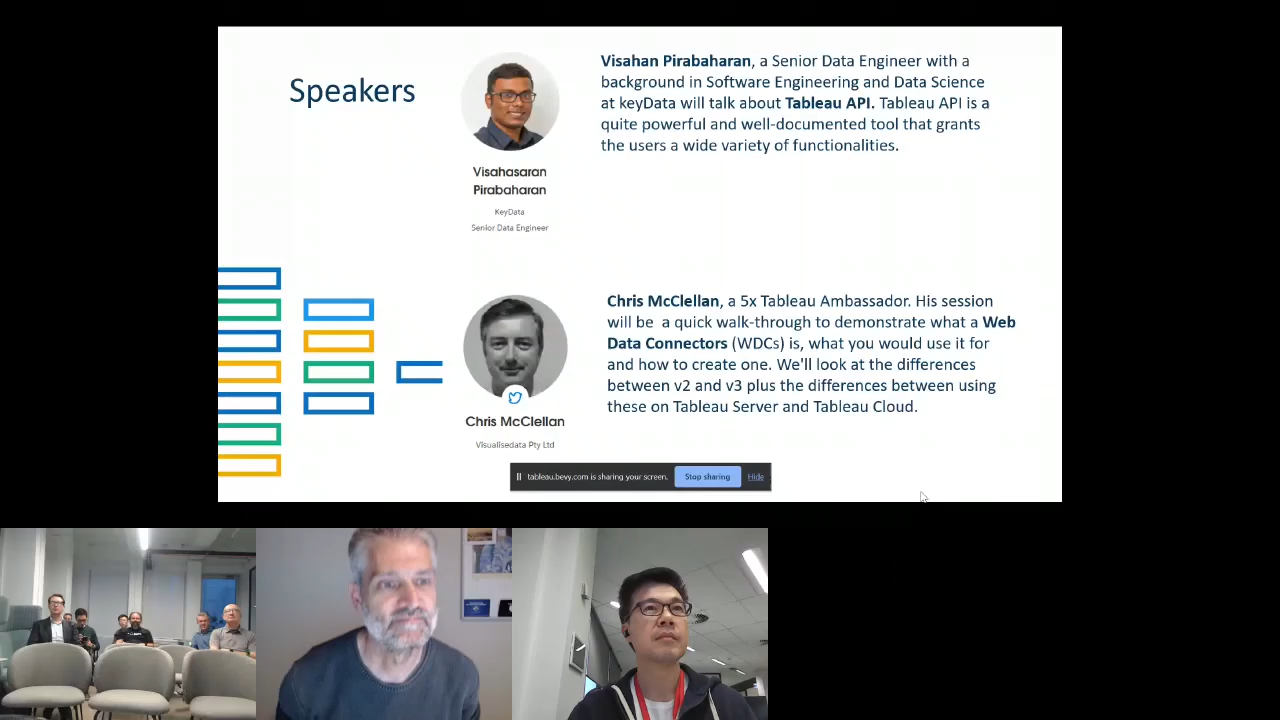 Speakers
Visahan Pirabaharan, a Senior Data Engineer with a
background in Software Engineering and Data Science
at keyData will talk about Tableau API. Tableau API is a
quite powerful and well-documented tool that grants
the users a wide variety of functionalities.
Visahasaran
Pirabaharan
KeyData
Senior Data Engineer
Chris McClellan, a 5x Tableau Ambassador. His session
will be a quick walk-through to demonstrate what a Web
Data Connectors (WDCs) is, what you would use it for
and how to create one. We'll look at the differences
between v2 and v3 plus the differences between using
these on Tableau Server and Tableau Cloud.
Chris McClellan
Visualisedata Pty Ltd
tableau.bevy.com is sharing your screen.
Stop sharing
Hide